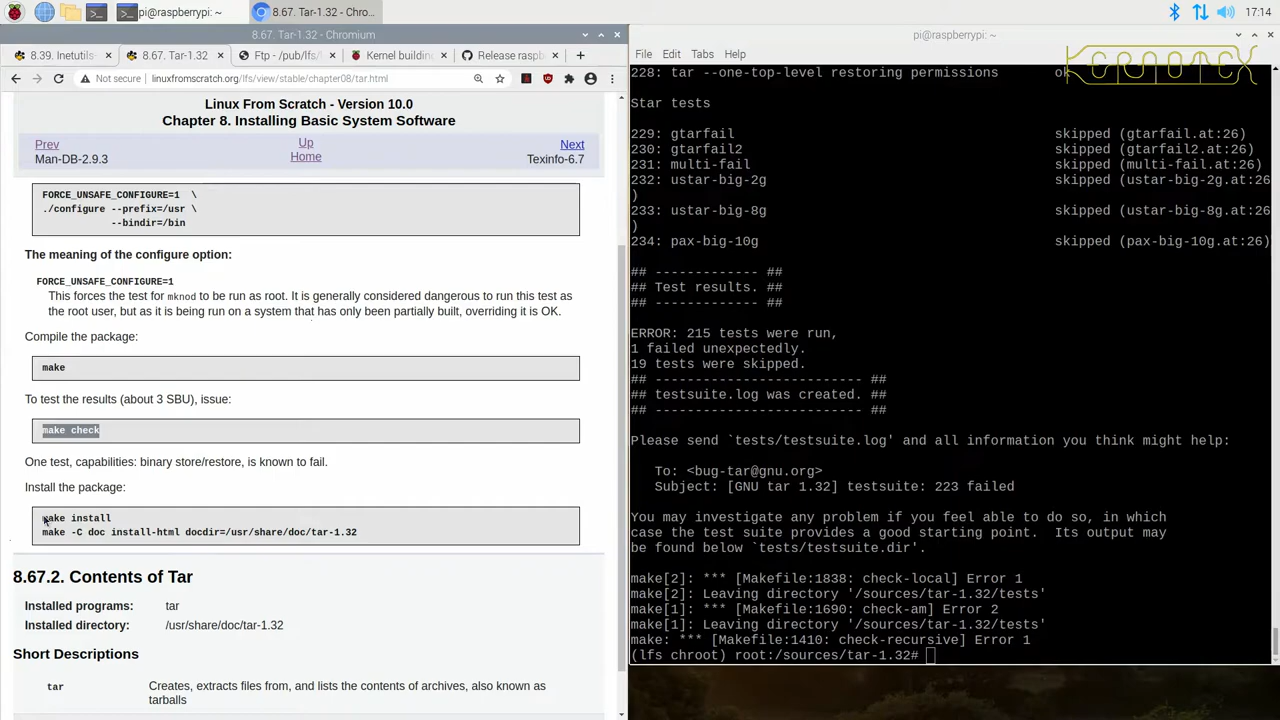 pi@raspberrypi: ~
8.67. Tar-1.32 - Chro...
17:14
8.67. Tar-1.32 - Chromium
8.39. Inetutils-
8.67. Tar-1.32
Ftp - /pub/lfs/
Kernel building
Release raspb
Not secure
linuxfromscratch.org/lfs/view/stable/chapter08/tar.html
Linux From Scratch - Version 10.0
Chapter 8. Installing Basic System Software
Prev
Up
Next
Man-DB-2.9.3
Home
Texinfo-6.7
FORCE_UNSAFE_CONFIGURE=1 \
./configure --prefix=/usr \
--bindir=/bin
The meaning of the configure option:
FORCE_UNSAFE_CONFIGURE=1
This forces the test for mknod to be run as root. It is generally considered dangerous to run this test as
the root user, but as it is being run on a system that has only been partially built, overriding it is OK.
Compile the package:
make
To test the results (about 3 SBU), issue:
make check
One test, capabilities: binary store/restore, is known to fail.
Install the package:
make install
make -C doc install-html docdir=/usr/share/doc/tar-1.32
8.67.2. Contents of Tar
Installed programs: tar
Installed directory: /usr/share/doc/tar-1.32
Short Descriptions
tar Creates, extracts files from, and lists the contents of archives, also known as
tarballs
pi@raspberrypi: ~
File Edit Tabs Help
KERNOTEX
228: tar --one-top-level restoring permissions ok
Star tests
229: gtarfail skipped (gtarfail.at:26)
230: gtarfail2 skipped (gtarfail2.at:26)
231: multi-fail skipped (multi-fail.at:26)
232: ustar-big-2g skipped (ustar-big-2g.at:26
)
233: ustar-big-8g skipped (ustar-big-8g.at:26
)
234: pax-big-10g skipped (pax-big-10g.at:26)
## ------------- ##
## Test results. ##
## ------------- ##
ERROR: 215 tests were run,
1 failed unexpectedly.
19 tests were skipped.
## -------------------------- ##
## testsuite.log was created. ##
## -------------------------- ##
Please send `tests/testsuite.log' and all information you think might help:
To: <bug-tar@gnu.org>
Subject: [GNU tar 1.32] testsuite: 223 failed
You may investigate any problem if you feel able to do so, in which
case the test suite provides a good starting point. Its output may
be found below `tests/testsuite.dir'.
make[2]: *** [Makefile:1838: check-local] Error 1
make[2]: Leaving directory '/sources/tar-1.32/tests'
make[1]: *** [Makefile:1690: check-am] Error 2
make[1]: Leaving directory '/sources/tar-1.32/tests'
make: *** [Makefile:1410: check-recursive] Error 1
(lfs chroot) root:/sources/tar-1.32#